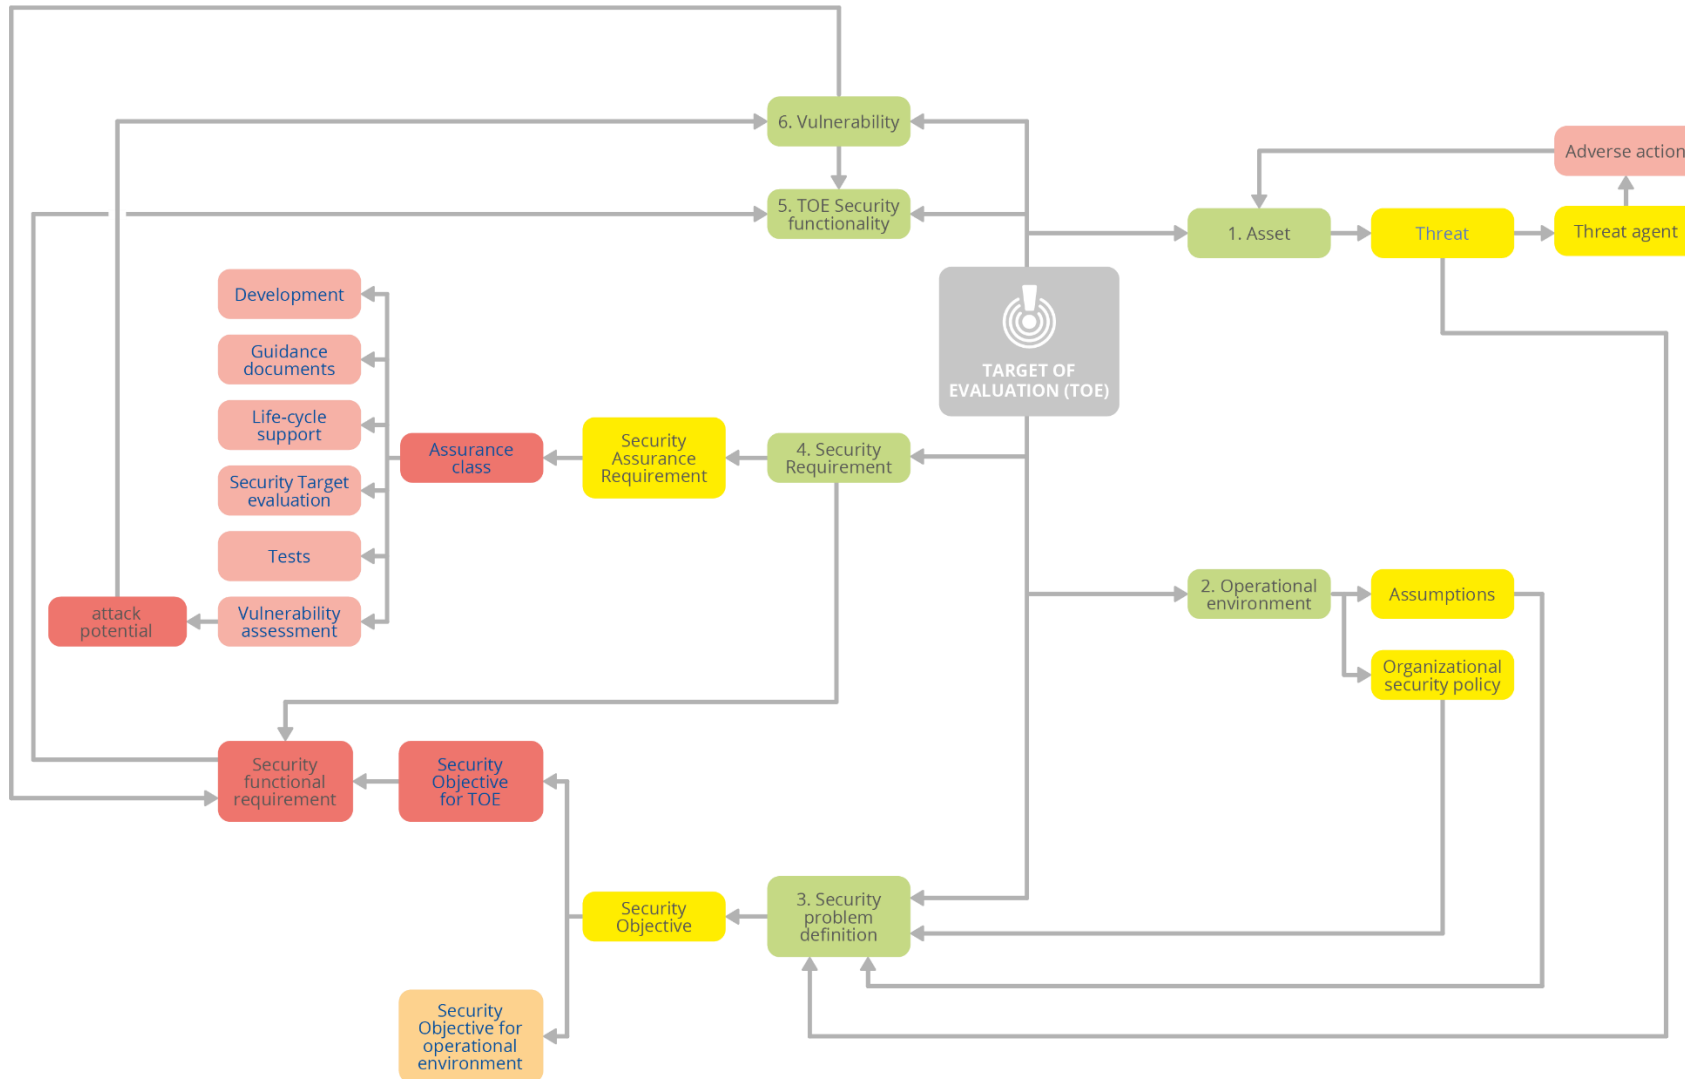 6. Vulnerability
Adverse action
5. TOE Security
functionality
1. Asset
Threat
Threat agent
Development
Guidance
documents
TARGET OF
EVALUATION (TOE)
Life-cycle
support
Assurance
class
Security
Assurance
Requirement
4. Security
Requirement
Security Target
evaluation
Tests
attack
potential
Vulnerability
assessment
2. Operational
environment
Assumptions
Organizational
security policy
Security
functional
requirement
Security
Objective
for TOE
Security
Objective
3. Security
problem
definition
Security
Objective for
operational
environment